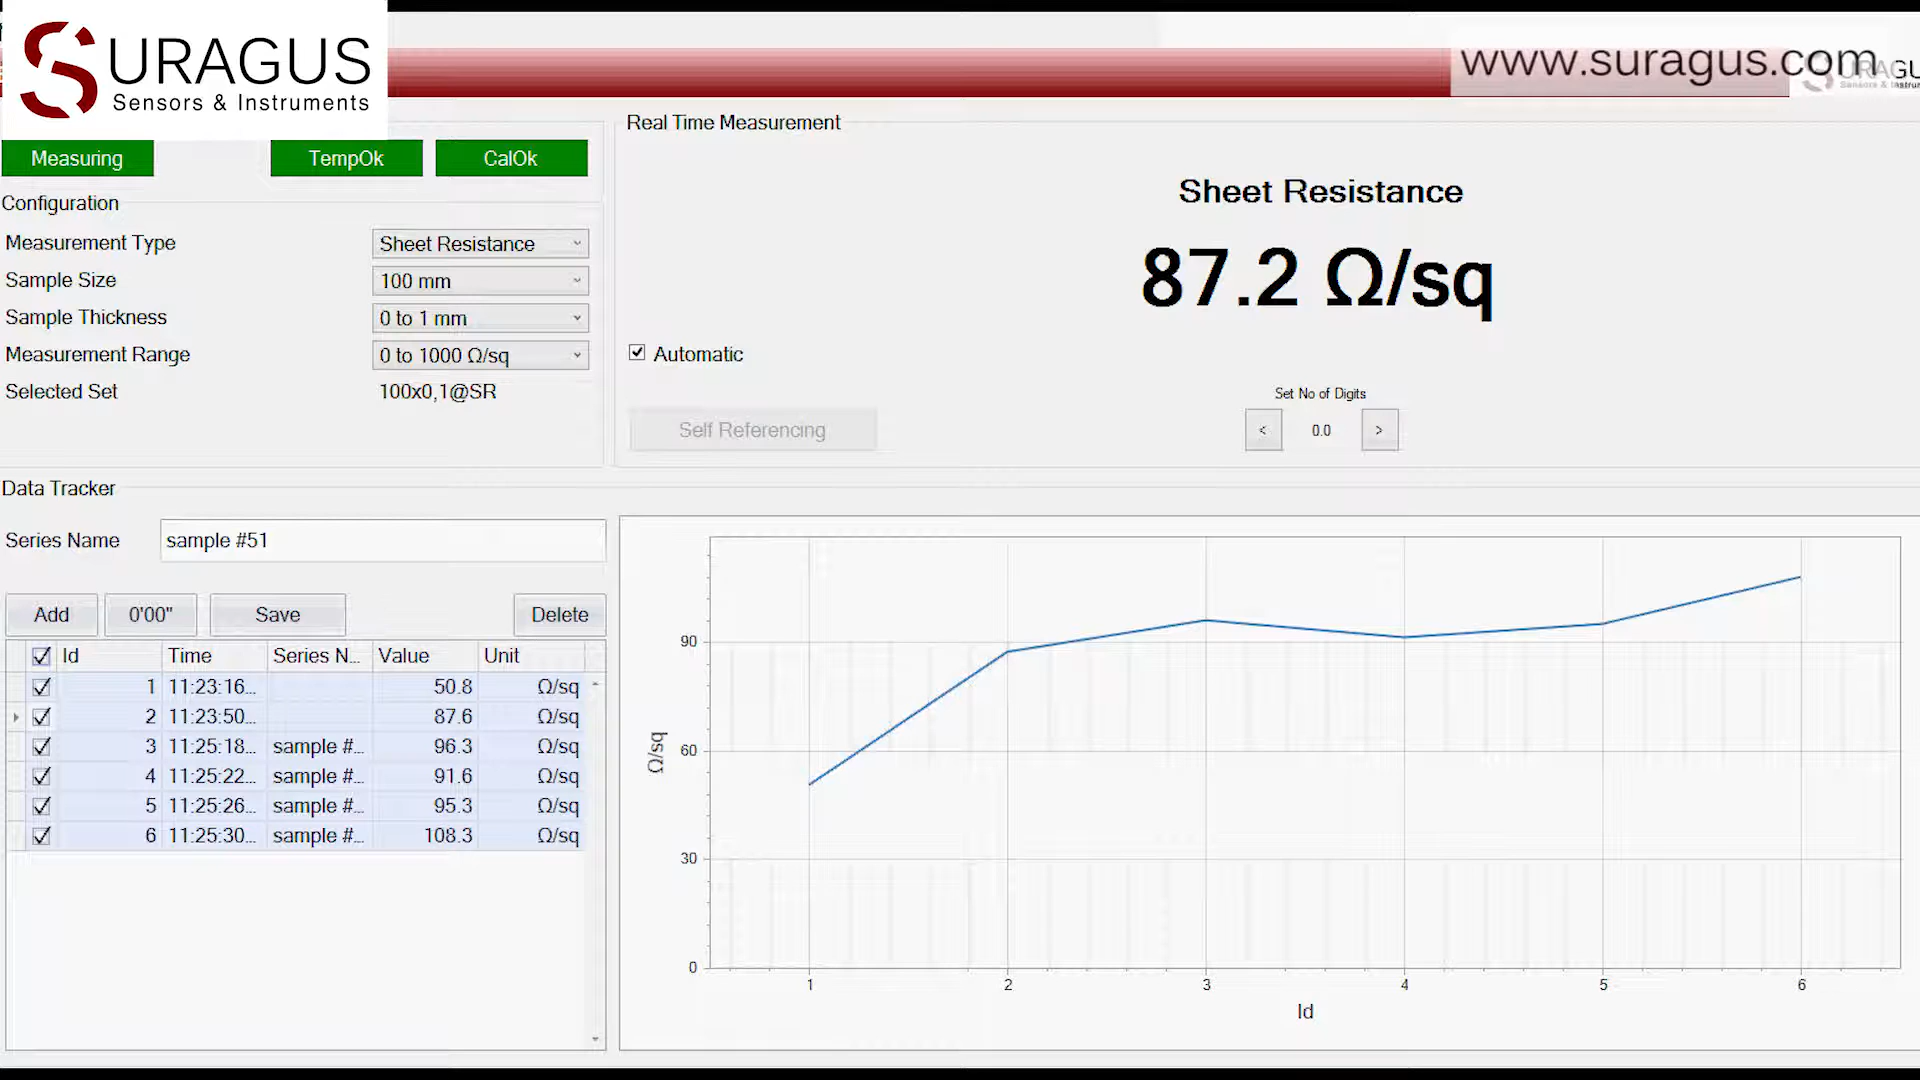 SURAGUS
Sensors & Instruments
www.suragus.com
Measuring
TempOk
CalOk
Configuration
Measurement Type
Sheet Resistance
Sample Size
100 mm
Sample Thickness
0 to 1 mm
Measurement Range
0 to 1000 Ω/sq
Selected Set
100x0,1@SR
Real Time Measurement
Sheet Resistance
87.2 Ω/sq
Automatic
Self Referencing
Set No of Digits
< 0.0 >
Data Tracker
Series Name
sample #51
Add 0'00" Save Delete
Id Time Series N... Value Unit
1 11:23:16... 50.8 Ω/sq
2 11:23:50... 87.6 Ω/sq
3 11:25:18... sample #... 96.3 Ω/sq
4 11:25:22... sample #... 91.6 Ω/sq
5 11:25:26... sample #... 95.3 Ω/sq
6 11:25:30... sample #... 108.3 Ω/sq
Ω/sq
90
60
30
0
1 2 3 4 5 6
Id